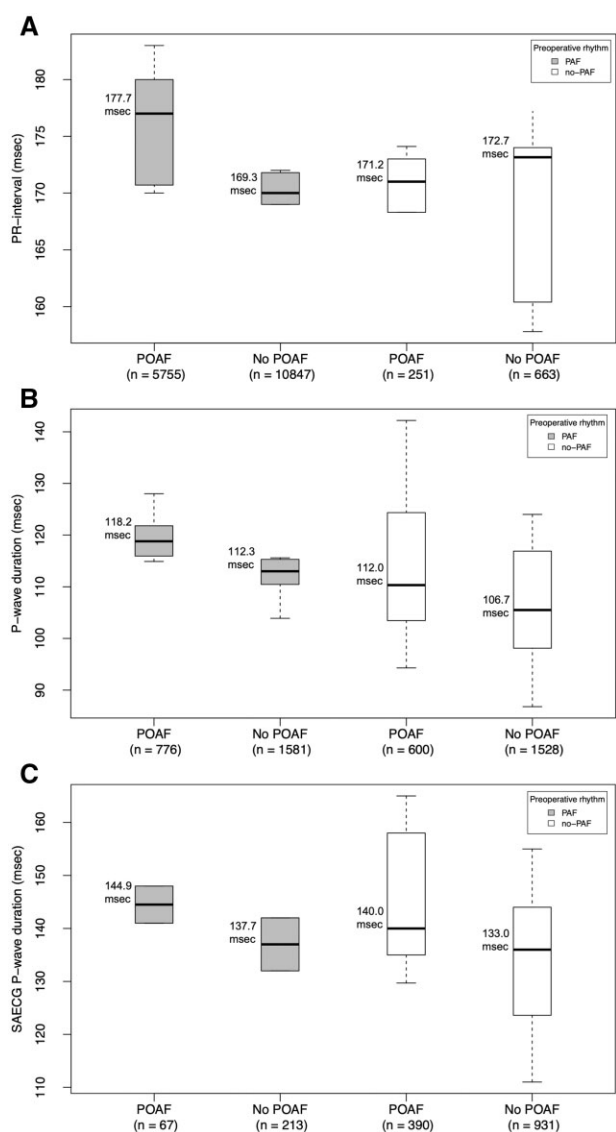 A
Preoperative rhythm
PAF
no-PAF
PR-interval (msec)
180
175
170
165
160
177.7
msec
169.3
msec
171.2
msec
172.7
msec
POAF
(n = 5755)
No POAF
(n = 10847)
POAF
(n = 251)
No POAF
(n = 663)
B
Preoperative rhythm
PAF
no-PAF
P-wave duration (msec)
140
130
120
110
100
90
118.2
msec
112.3
msec
112.0
msec
106.7
msec
POAF
(n = 776)
No POAF
(n = 1581)
POAF
(n = 600)
No POAF
(n = 1528)
C
Preoperative rhythm
PAF
no-PAF
SAECG P-wave duration (msec)
160
150
140
130
120
110
144.9
msec
137.7
msec
140.0
msec
133.0
msec
POAF
(n = 67)
No POAF
(n = 213)
POAF
(n = 390)
No POAF
(n = 931)